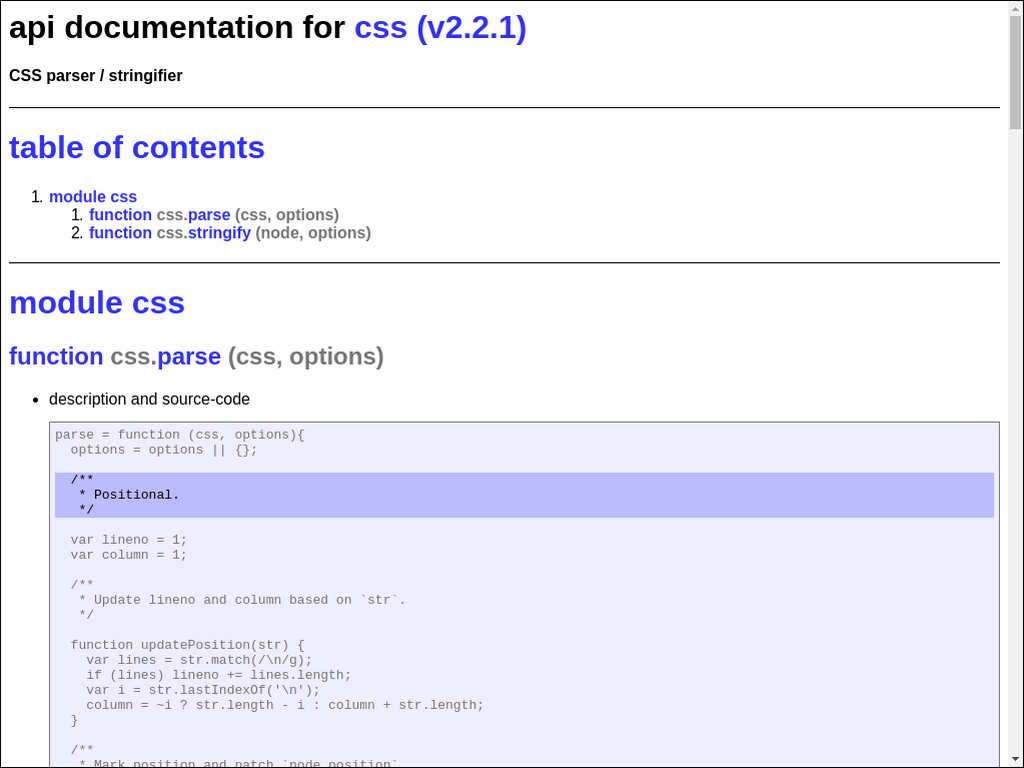 api documentation for css (v2.2.1)
CSS parser / stringifier
table of contents
1. module css
1. function css.parse (css, options)
2. function css.stringify (node, options)
module css
function css.parse (css, options)
• description and source-code
parse = function (css, options){
  options = options || {};
  /**
   * Positional.
   */
  var lineno = 1;
  var column = 1;
  /**
   * Update lineno and column based on `str`.
   */
  function updatePosition(str) {
    var lines = str.match(/\n/g);
    if (lines) lineno += lines.length;
    var i = str.lastIndexOf('\n');
    column = ~i ? str.length - i : column + str.length;
  }
  /**
   * Mark position and patch `node.position`.